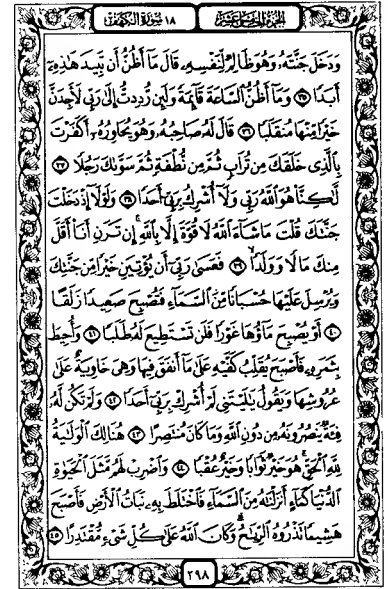 الجزء الخامس عشر ١٨ سورة الكهف
وَدَخَلَ جَنَّتَهُۥ وَهُوَ ظَالِمٌ لِّنَفْسِهِۦ قَالَ مَآ أَظُنُّ أَن تَبِيدَ هَٰذِهِۦٓ
أَبَدًا ٣٥ وَمَآ أَظُنُّ ٱلسَّاعَةَ قَآئِمَةً وَلَئِن رُّدِدتُّ إِلَىٰ رَبِّى لَأَجِدَنَّ
خَيْرًا مِّنْهَا مُنقَلَبًا ٣٦ قَالَ لَهُۥ صَاحِبُهُۥ وَهُوَ يُحَاوِرُهُۥٓ أَكَفَرْتَ
بِٱلَّذِى خَلَقَكَ مِن تُرَابٍ ثُمَّ مِن نُّطْفَةٍ ثُمَّ سَوَّىٰكَ رَجُلًا ٣٧
لَّٰكِنَّا۠ هُوَ ٱللَّهُ رَبِّى وَلَآ أُشْرِكُ بِرَبِّىٓ أَحَدًا ٣٨ وَلَوْلَآ إِذْ دَخَلْتَ
جَنَّتَكَ قُلْتَ مَا شَآءَ ٱللَّهُ لَا قُوَّةَ إِلَّا بِٱللَّهِ إِن تَرَنِ أَنَا۠ أَقَلَّ
مِنكَ مَالًا وَوَلَدًا ٣٩ فَعَسَىٰ رَبِّىٓ أَن يُؤْتِيَنِ خَيْرًا مِّن جَنَّتِكَ
وَيُرْسِلَ عَلَيْهَا حُسْبَانًا مِّنَ ٱلسَّمَآءِ فَتُصْبِحَ صَعِيدًا زَلَقًا
٤٠ أَوْ يُصْبِحَ مَآؤُهَا غَوْرًا فَلَن تَسْتَطِيعَ لَهُۥ طَلَبًا ٤١ وَأُحِيطَ
بِثَمَرِهِۦ فَأَصْبَحَ يُقَلِّبُ كَفَّيْهِ عَلَىٰ مَآ أَنفَقَ فِيهَا وَهِىَ خَاوِيَةٌ عَلَىٰ
عُرُوشِهَا وَيَقُولُ يَٰلَيْتَنِى لَمْ أُشْرِكْ بِرَبِّىٓ أَحَدًا ٤٢ وَلَمْ تَكُن لَّهُۥ
فِئَةٌ يَنصُرُونَهُۥ مِن دُونِ ٱللَّهِ وَمَا كَانَ مُنتَصِرًا ٤٣ هُنَالِكَ ٱلْوَلَٰيَةُ
لِلَّهِ ٱلْحَقِّ هُوَ خَيْرٌ ثَوَابًا وَخَيْرٌ عُقْبًا ٤٤ وَٱضْرِبْ لَهُم مَّثَلَ ٱلْحَيَوٰةِ
ٱلدُّنْيَا كَمَآءٍ أَنزَلْنَٰهُ مِنَ ٱلسَّمَآءِ فَٱخْتَلَطَ بِهِۦ نَبَاتُ ٱلْأَرْضِ فَأَصْبَحَ
هَشِيمًا تَذْرُوهُ ٱلرِّيَٰحُ وَكَانَ ٱللَّهُ عَلَىٰ كُلِّ شَىْءٍ مُّقْتَدِرًا ٤٥
٢٩٨